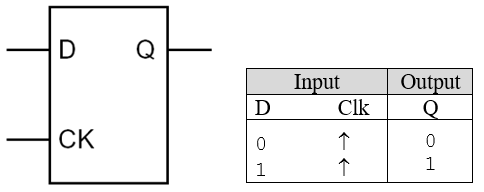 D Q
CK
Input Output
D Clk Q
0 ↑ 0
1 ↑ 1